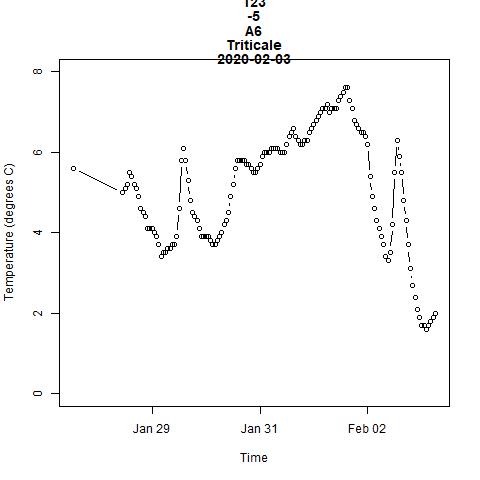 123
-5
A6
Triticale
2020-02-03
Temperature (degrees C)
8
6
4
2
0
Jan 29
Jan 31
Feb 02
Time